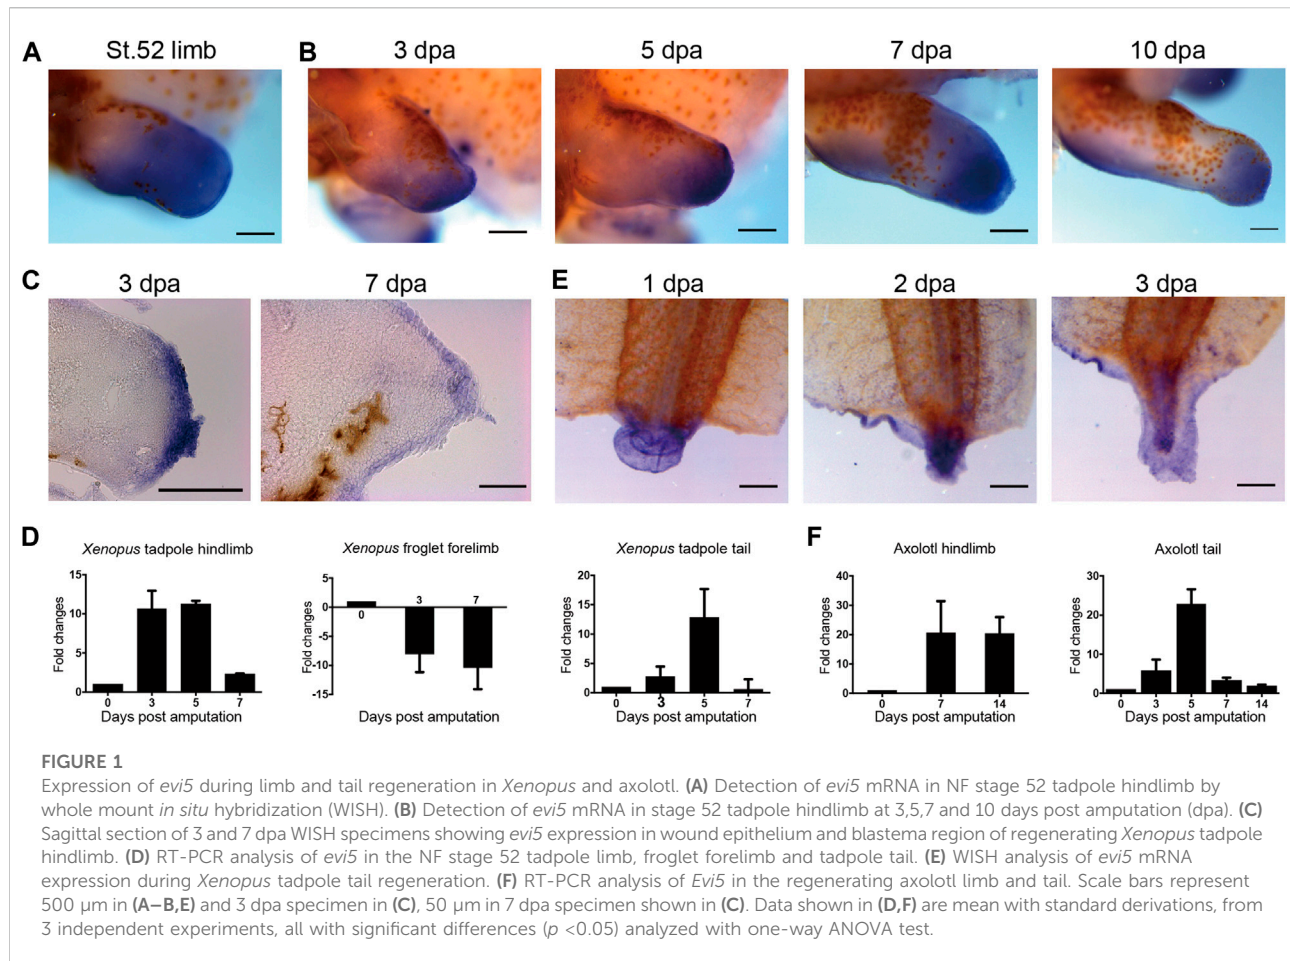 A
St.52 limb
B
3 dpa
5 dpa
7 dpa
10 dpa
C
3 dpa
7 dpa
E
1 dpa
2 dpa
3 dpa
D
Xenopus tadpole hindlimb
Fold changes
15
10
5
0
0 3 5 7
Days post amputation
Xenopus froglet forelimb
Fold changes
5
0
-5
-10
-15
0 3 7
Days post amputation
Xenopus tadpole tail
Fold changes
20
15
10
5
0
0 3 5 7
Days post amputation
F
Axolotl hindlimb
Fold changes
40
30
20
10
0
0 7 14
Days post amputation
Axolotl tail
Fold changes
30
20
10
0
0 3 5 7 14
Days post amputation
FIGURE 1
Expression of evi5 during limb and tail regeneration in Xenopus and axolotl. (A) Detection of evi5 mRNA in NF stage 52 tadpole hindlimb by
whole mount in situ hybridization (WISH). (B) Detection of evi5 mRNA in stage 52 tadpole hindlimb at 3,5,7 and 10 days post amputation (dpa). (C)
Sagittal section of 3 and 7 dpa WISH specimens showing evi5 expression in wound epithelium and blastema region of regenerating Xenopus tadpole
hindlimb. (D) RT-PCR analysis of evi5 in the NF stage 52 tadpole limb, froglet forelimb and tadpole tail. (E) WISH analysis of evi5 mRNA
expression during Xenopus tadpole tail regeneration. (F) RT-PCR analysis of Evi5 in the regenerating axolotl limb and tail. Scale bars represent
500 µm in (A–B,E) and 3 dpa specimen in (C), 50 µm in 7 dpa specimen shown in (C). Data shown in (D,F) are mean with standard derivations, from
3 independent experiments, all with significant differences (p <0.05) analyzed with one-way ANOVA test.